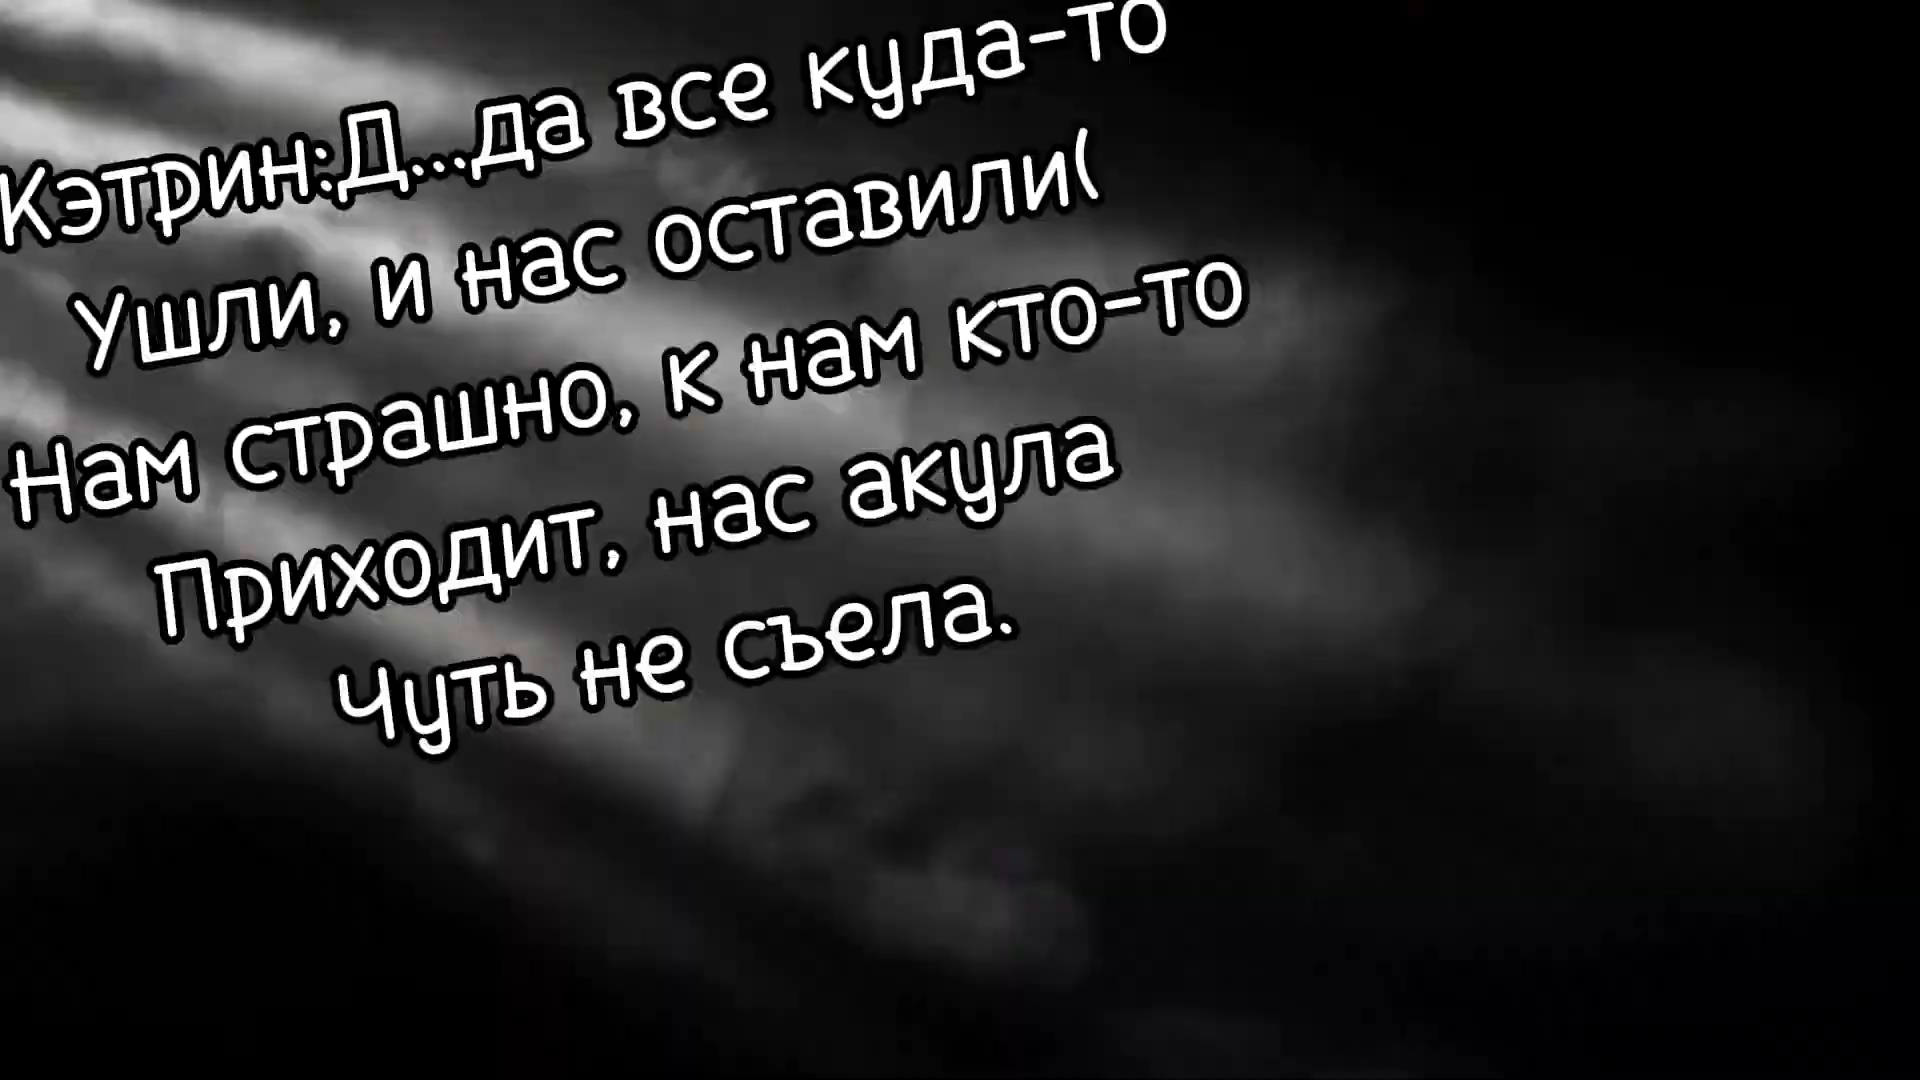 Кэтрин:Д...да все куда-то
Ушли, и нас оставили(
Нам страшно, к нам кто-то
Приходит, нас акула
Чуть не съела.